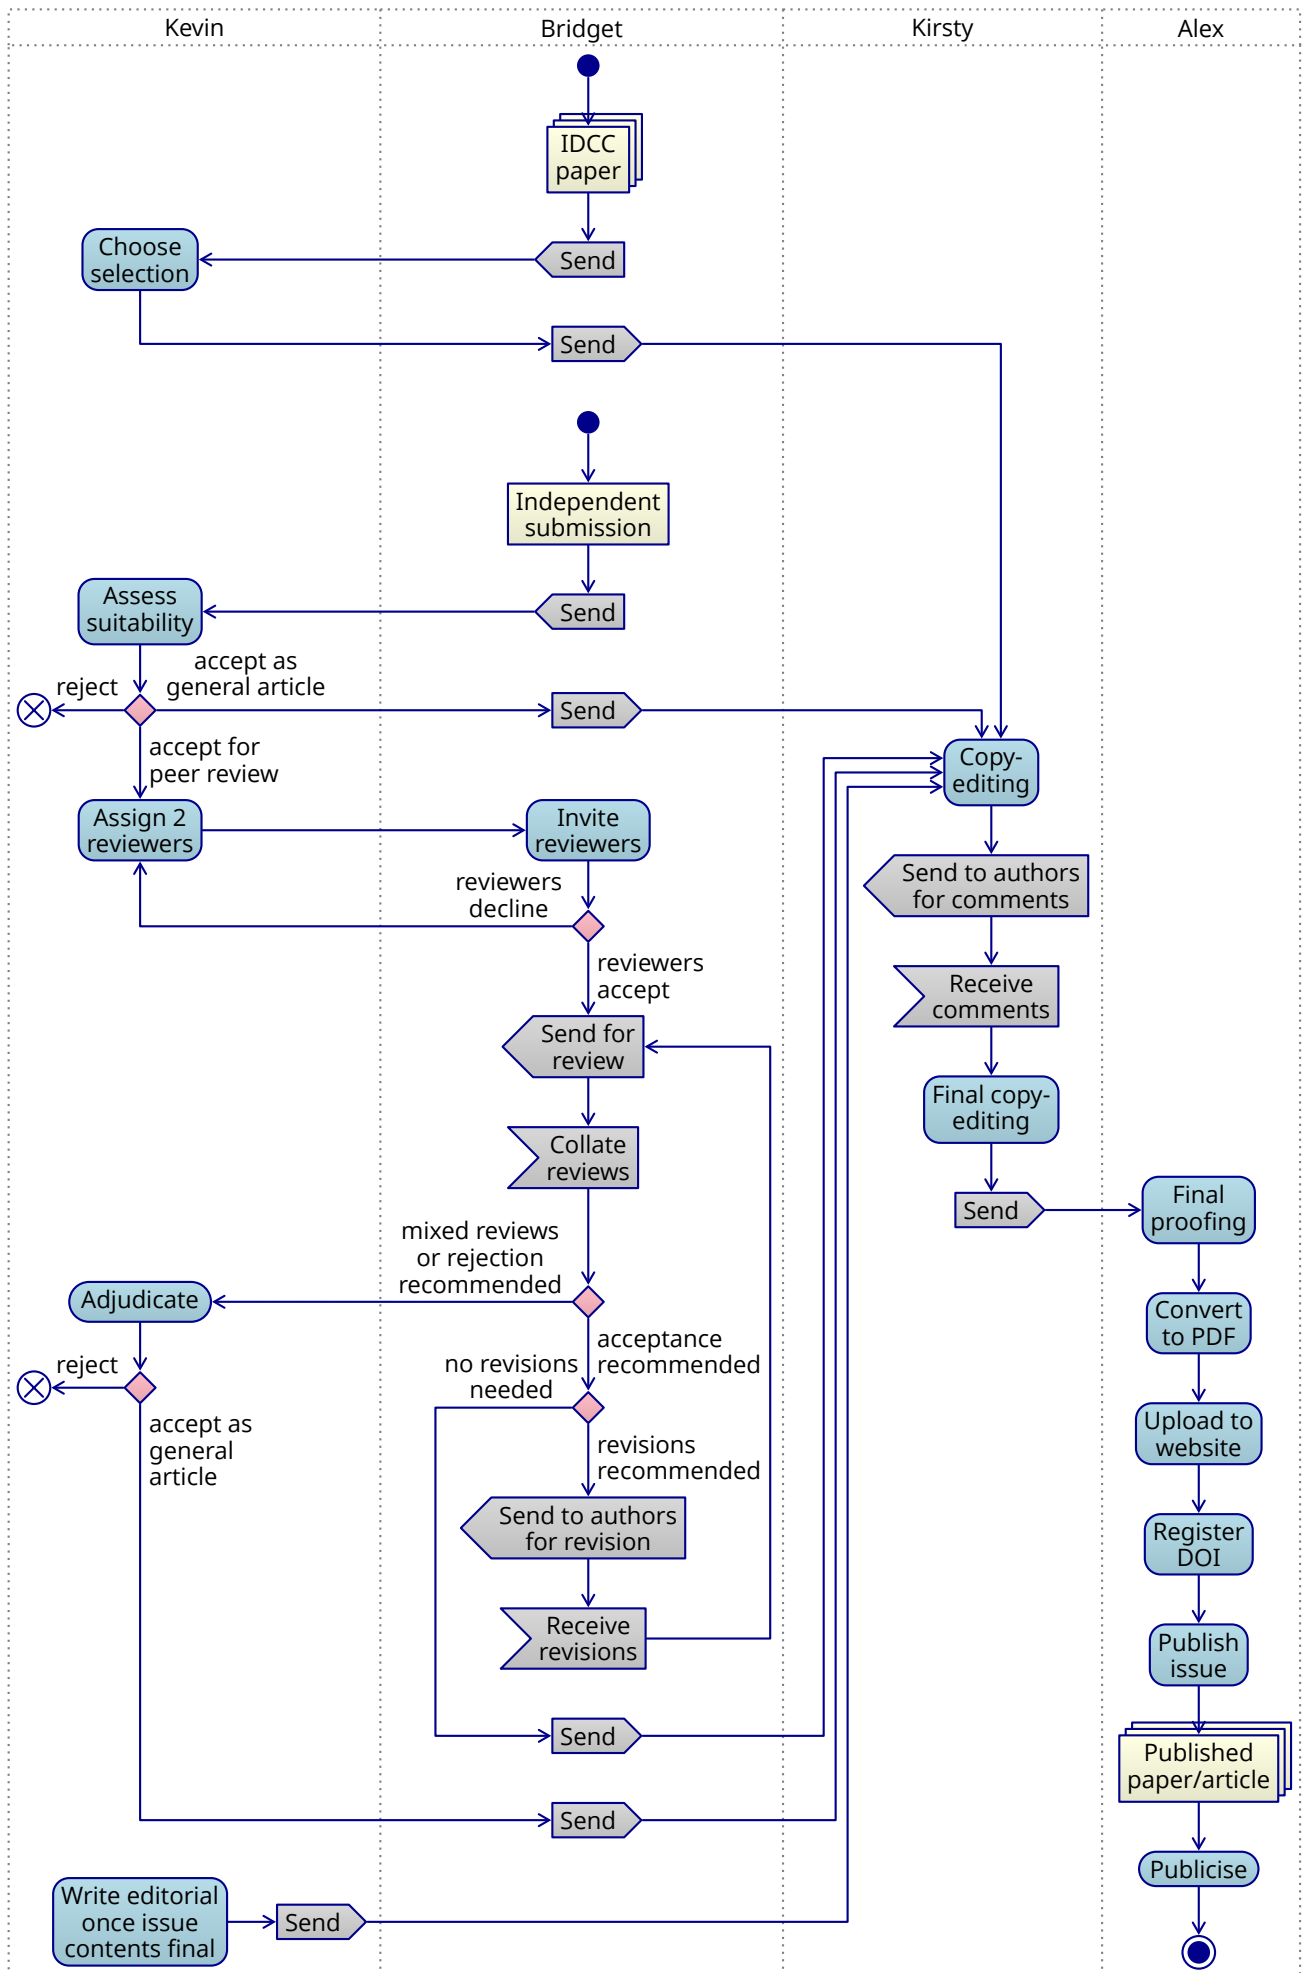 Kevin
Bridget
Kirsty
Alex
IDCC
paper
Choose
selection
Send
Send
Independent
submission
Assess
suitability
Send
accept as
general article
reject
Send
accept for
peer review
Copy-
editing
Assign 2
reviewers
Invite
reviewers
reviewers
decline
Send to authors
for comments
reviewers
accept
Receive
comments
Send for
review
Final copy-
editing
Collate
reviews
Send
Final
proofing
mixed reviews
or rejection
recommended
Adjudicate
Convert
to PDF
acceptance
recommended
reject
no revisions
needed
accept as
general
article
revisions
recommended
Upload to
website
Send to authors
for revision
Register
DOI
Receive
revisions
Publish
issue
Send
Published
paper/article
Send
Publicise
Write editorial
once issue
contents final
Send